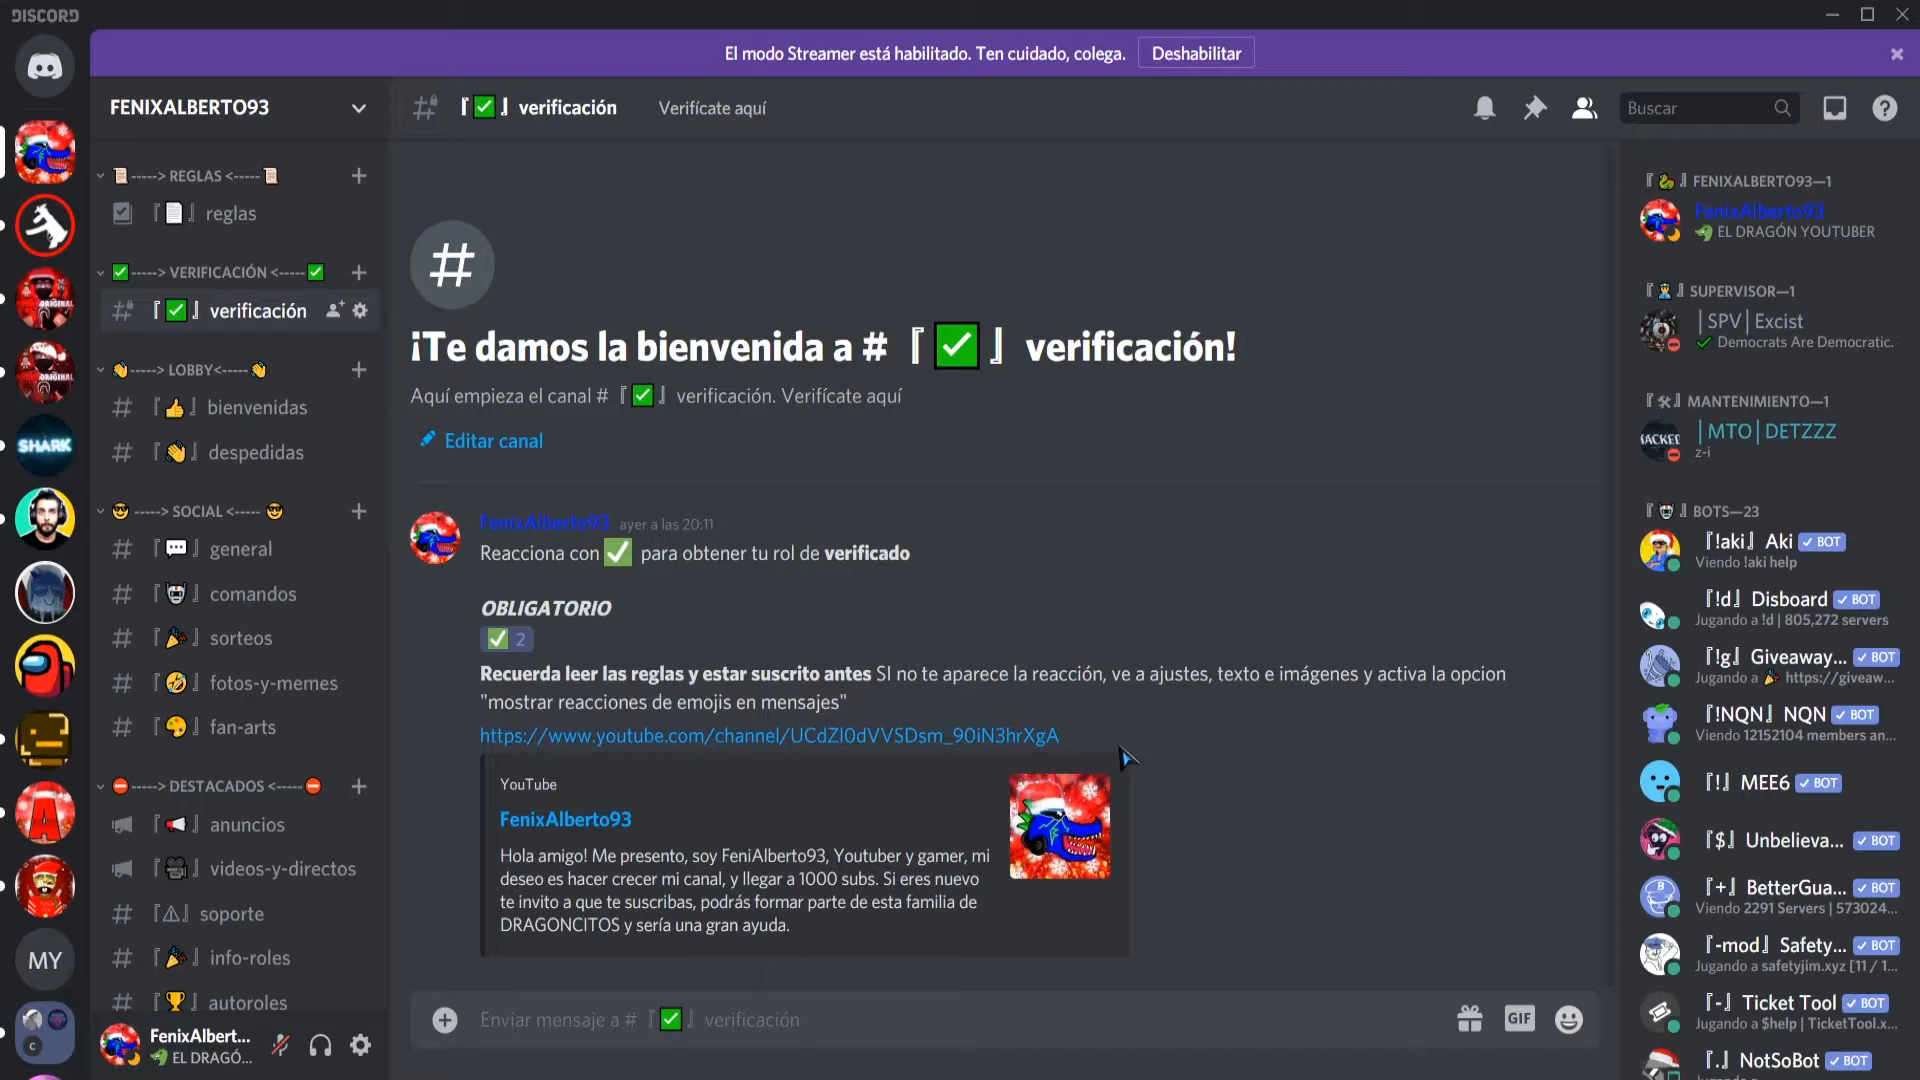 DISCORD
El modo Streamer está habilitado. Ten cuidado, colega. Deshabilitar
FENIXALBERTO93
『✅』 verificación Verifícate aquí
Buscar
📜-----> REGLAS <-----📜
『📄』 reglas
✅-----> VERIFICACIÓN <-----✅
『✅』 verificación
👋-----> LOBBY<-----👋
『👍』 bienvenidas
『👋』 despedidas
😎 -----> SOCIAL <----- 😎
『💬』 general
『🤖』 comandos
『🎉』 sorteos
『🤣』 fotos-y-memes
『🎨』 fan-arts
⛔-----> DESTACADOS <-----⛔
『📢』 anuncios
『🎥』 videos-y-directos
『⚠』 soporte
『🎉』 info-roles
『🏆』 autoroles
FenixAlbert...
🐲 EL DRAGÓ...
ORIGINAL
ORIGINAL
SHARK
A
MY
C
¡Te damos la bienvenida a # 『✅』 verificación!
Aquí empieza el canal # 『✅』 verificación. Verifícate aquí
Editar canal
FenixAlberto93 ayer a las 20:11
Reacciona con ✅ para obtener tu rol de verificado
OBLIGATORIO
✅ 2
Recuerda leer las reglas y estar suscrito antes SI no te aparece la reacción, ve a ajustes, texto e imágenes y activa la opcion
"mostrar reacciones de emojis en mensajes"
https://www.youtube.com/channel/UCdZl0dVVSDsm_90iN3hrXgA
YouTube
FenixAlberto93
Hola amigo! Me presento, soy FeniAlberto93, Youtuber y gamer, mi
deseo es hacer crecer mi canal, y llegar a 1000 subs. Si eres nuevo
te invito a que te suscribas, podrás formar parte de esta familia de
DRAGONCITOS y sería una gran ayuda.
Enviar mensaje a # 『✅』 verificación
GIF
『🐉』 FENIXALBERTO93—1
FenixAlberto93
🐲 EL DRAGÓN YOUTUBER
『👮』 SUPERVISOR—1
|SPV| Excist
✔ Democrats Are Democratic.
『🛠』 MANTENIMIENTO—1
HACKED
|MTO| DETZZZ
z-i
『🤖』 BOTS—23
『!aki』 Aki ✓ BOT
Viendo !aki help
『!d』 Disboard ✓ BOT
Jugando a !d | 805,272 servers
『!g』 Giveaway... ✓ BOT
Jugando a 🎉 https://giveaw...
『!NQN』 NQN ✓ BOT
Viendo 12152104 members an...
『!』 MEE6 ✓ BOT
『$』 Unbelieva... ✓ BOT
『+』 BetterGua... ✓ BOT
Viendo 2291 Servers | 573024...
『-mod』 Safety... ✓ BOT
Jugando a safetyjim.xyz [11 / 1...
『-』 Ticket Tool ✓ BOT
Jugando a $help | TicketTool.x...
『.』 NotSoBot ✓ BOT